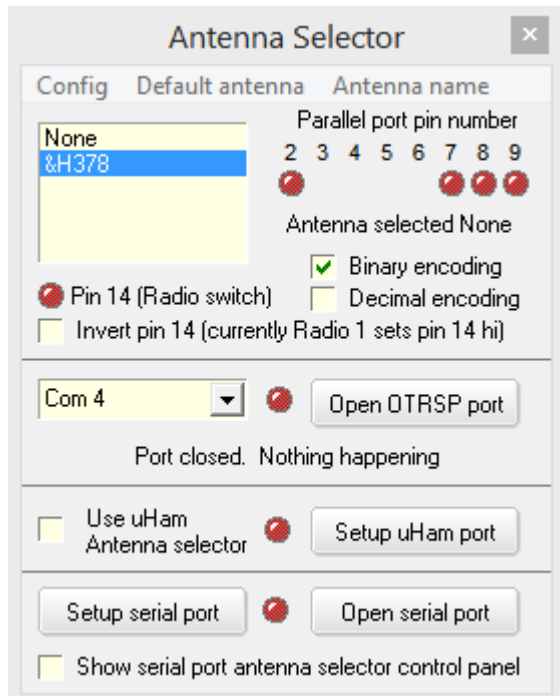 Antenna Selector
Config Default antenna Antenna name
None
&H378
Parallel port pin number
2 3 4 5 6 7 8 9
Antenna selected None
Binary encoding
Pin 14 (Radio switch)
Decimal encoding
Invert pin 14 (currently Radio 1 sets pin 14 hi)
Com 4
Open OTRSP port
Port closed. Nothing happening
Use uHam
Antenna selector
Setup uHam port
Setup serial port
Open serial port
Show serial port antenna selector control panel